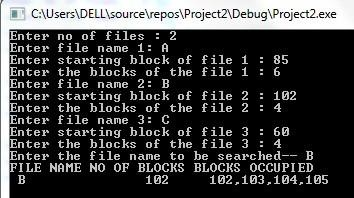 C:\Users\DELL\source\repos\Project2\Debug\Project2.exe
Enter no of files : 2
Enter file name 1: A
Enter starting block of file 1 : 85
Enter the blocks of file 1 : 6
Enter file name 2: B
Enter starting block of file 2 : 102
Enter the blocks of file 2 : 4
Enter file name 3: C
Enter starting block of file 3 : 60
Enter the blocks of file 3 : 4
Enter the file name to be searched-- B
FILE NAME NO OF BLOCKS BLOCKS OCCUPIED
B 102 102,103,104,105